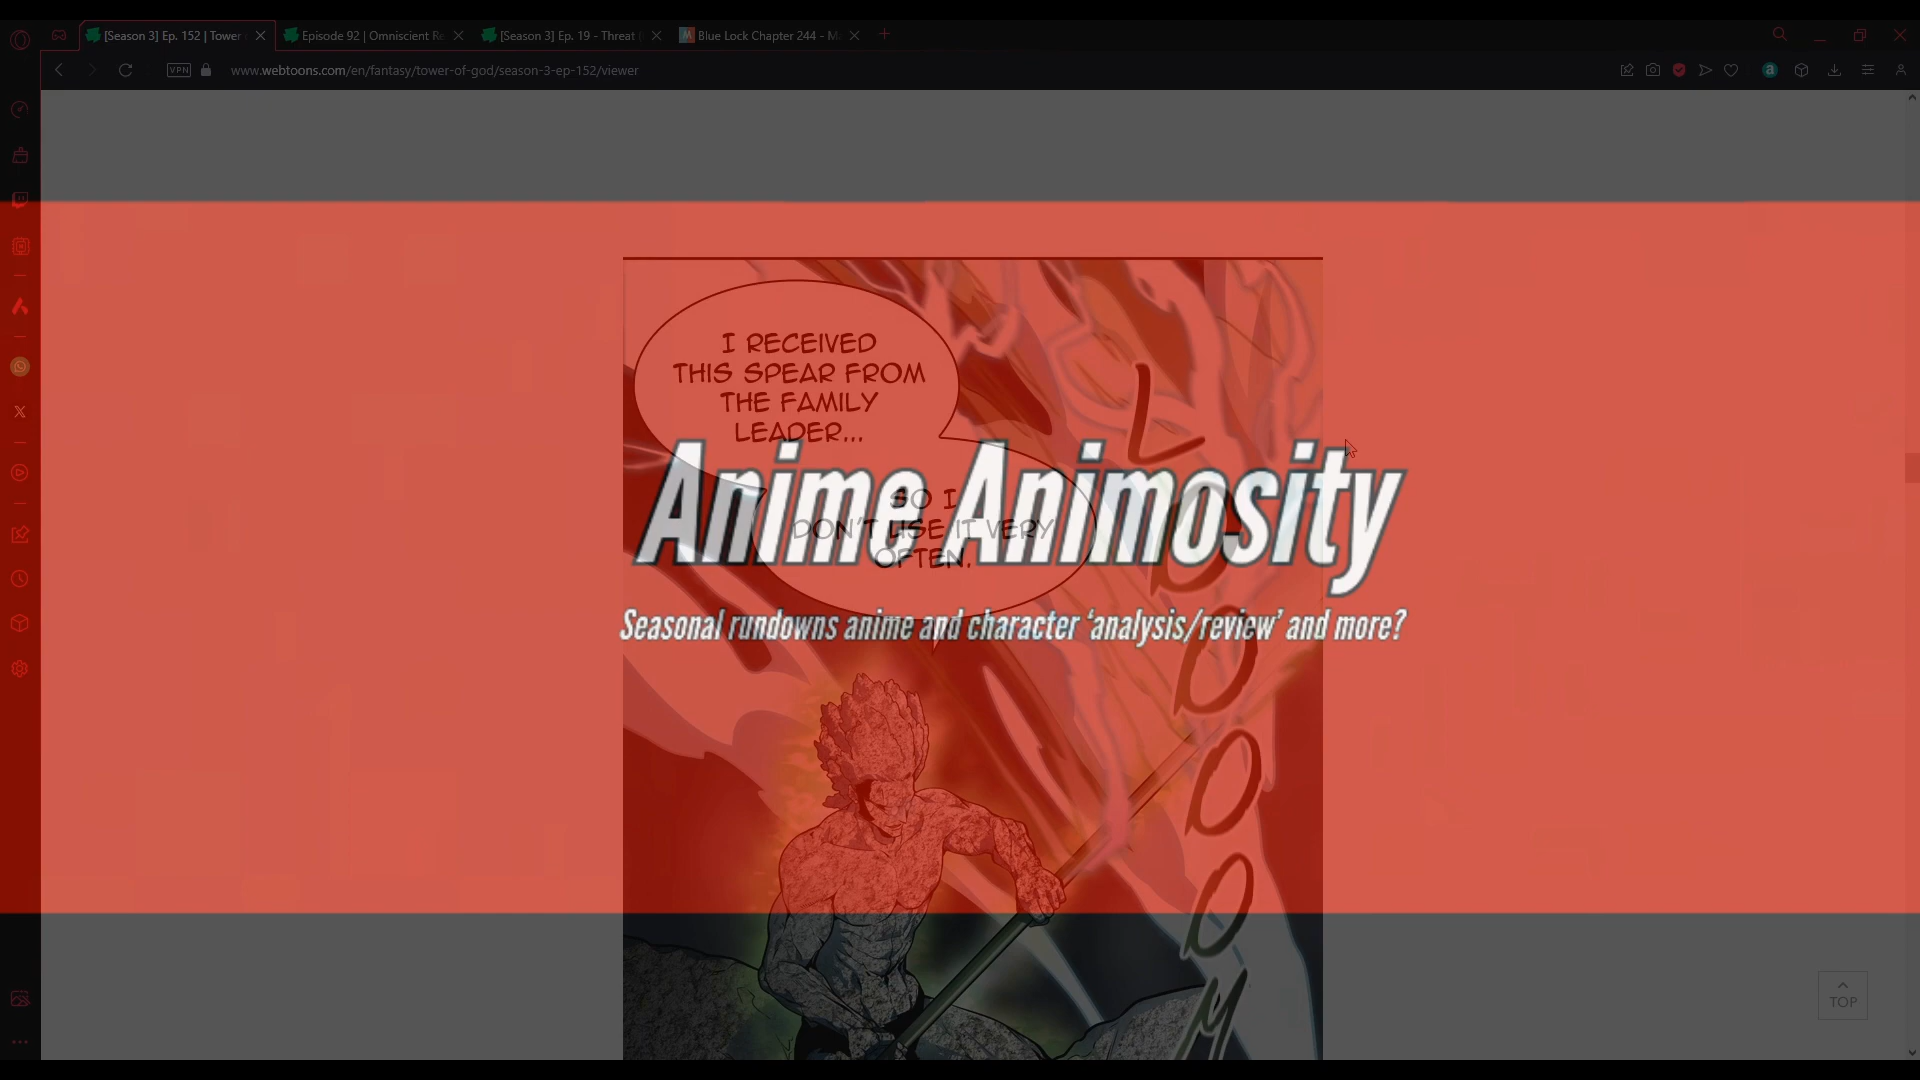 [Season 3] Ep. 152 | Tower
Episode 92 | Omniscient Re
[Season 3] Ep. 19 - Threat
Blue Lock Chapter 244 - M
VPN
www.webtoons.com/en/fantasy/tower-of-god/season-3-ep-152/viewer
I RECEIVED
THIS SPEAR FROM
THE FAMILY
LEADER...
SO I
DON'T USE IT VERY
OFTEN.
Anime Animosity
Seasonal rundowns anime and character 'analysis/review' and more?
LOOOOM
TOP